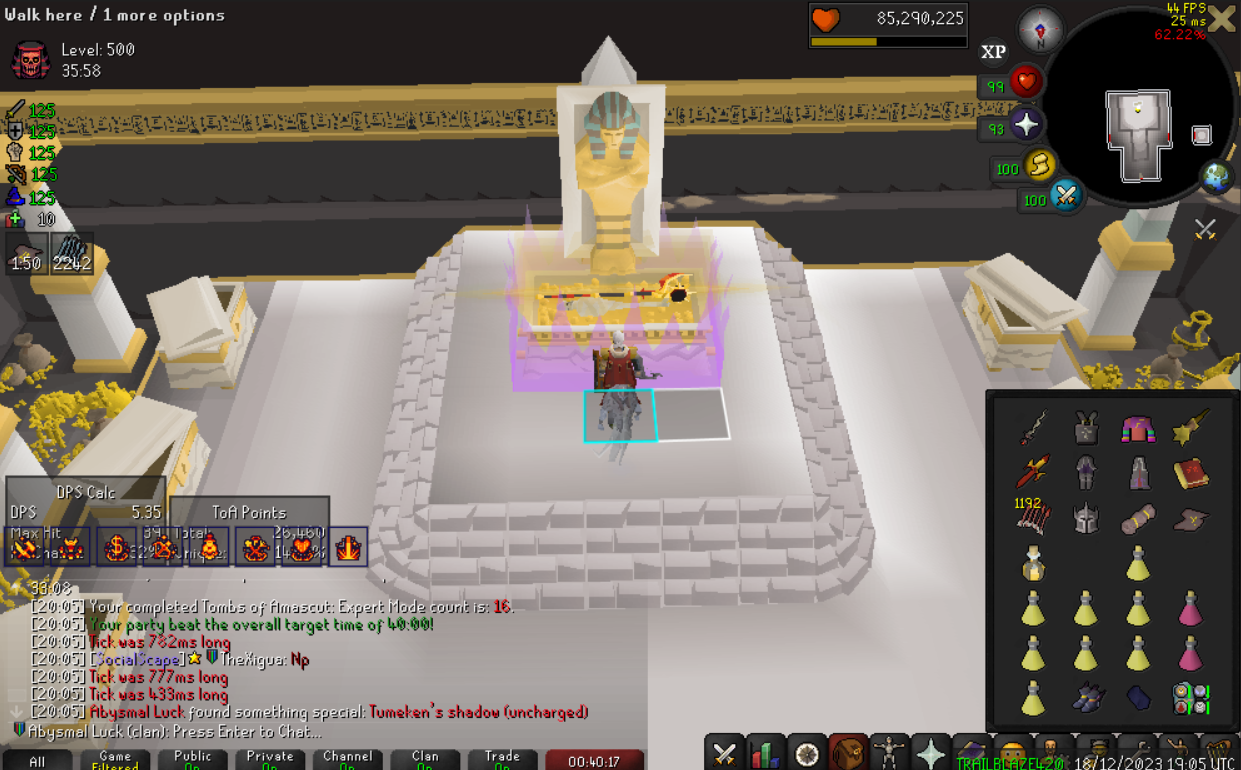 Walk here / 1 more options
Level: 500
35:58
125
125
125
125
125
10
1:50
2242
85,290,225
44 FPS
25 ms
62.22%
XP
N
99
93
100
100
DPS Calc
DPS 5.35
Max Hit 39
ToA Points
Total: 26,460
Unique:
1192
33:08
[20:05] Your completed Tombs of Amascut: Expert Mode count is: 16.
[20:05] Your party beat the overall target time of 40:00!
[20:05] Tick was 782ms long
[20:05] [SocialScape] TheXigua: Np
[20:05] Tick was 777ms long
[20:05] Tick was 433ms long
[20:05] Abysmal Luck found something special: Tumeken's shadow (uncharged)
Abysmal Luck (clan): Press Enter to Chat...
All
Game
Filtered
Public
On
Private
On
Channel
On
Clan
On
Trade
On
00:40:17
TRAILBLAZE420 18/12/2023 19:05 UTC